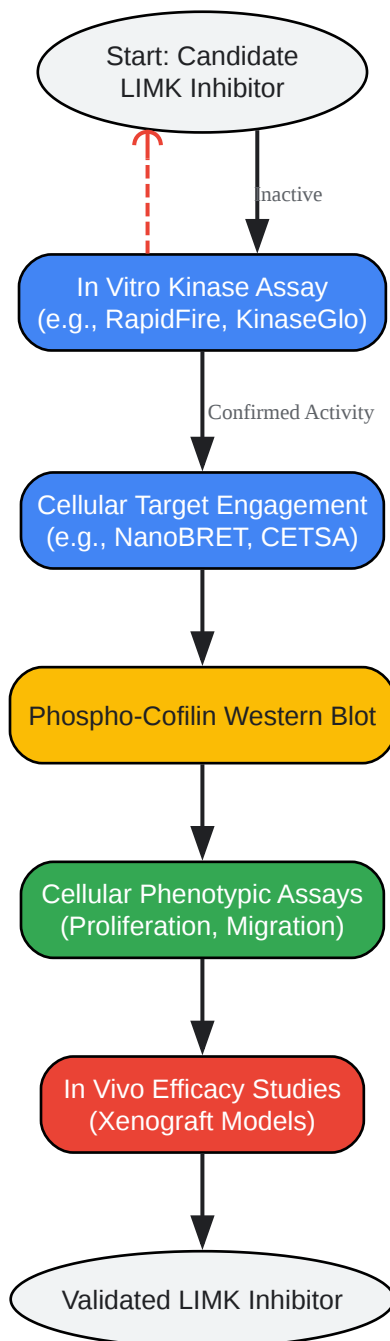 Start: Candidate
LIMK Inhibitor
Inactive
In Vitro Kinase Assay
(e.g., RapidFire, KinaseGlo)
Confirmed Activity
Cellular Target Engagement
(e.g., NanoBRET, CETSA)
Phospho-Cofilin Western Blot
Cellular Phenotypic Assays
(Proliferation, Migration)
In Vivo Efficacy Studies
(Xenograft Models)
Validated LIMK Inhibitor